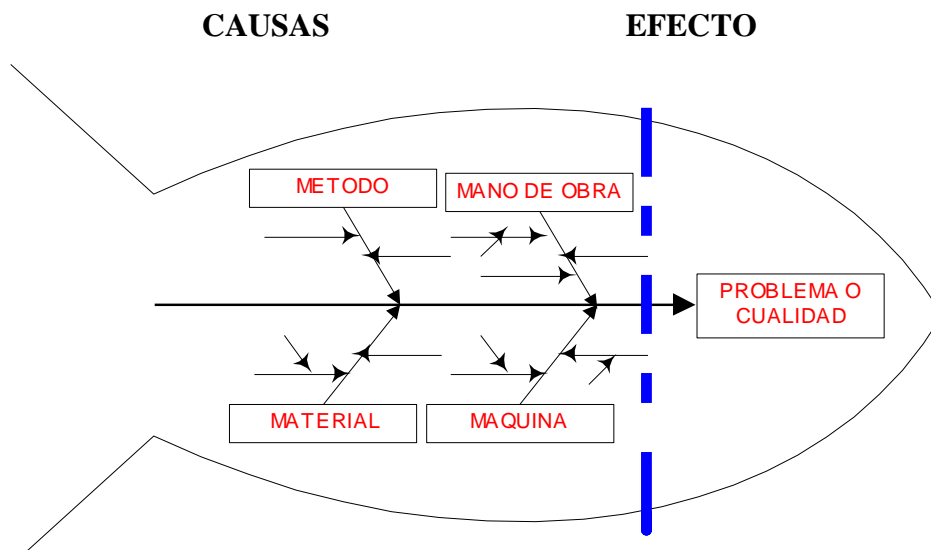 CAUSAS
EFECTO
METODO
MANO DE OBRA
PROBLEMA O
CUALIDAD
MATERIAL
MAQUINA